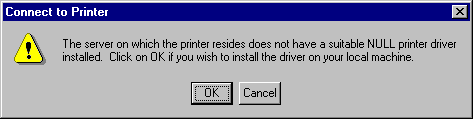 Connect to Printer
The server on which the printer resides does not have a suitable NULL printer driver
installed. Click on OK if you wish to install the driver on your local machine.
OK
Cancel